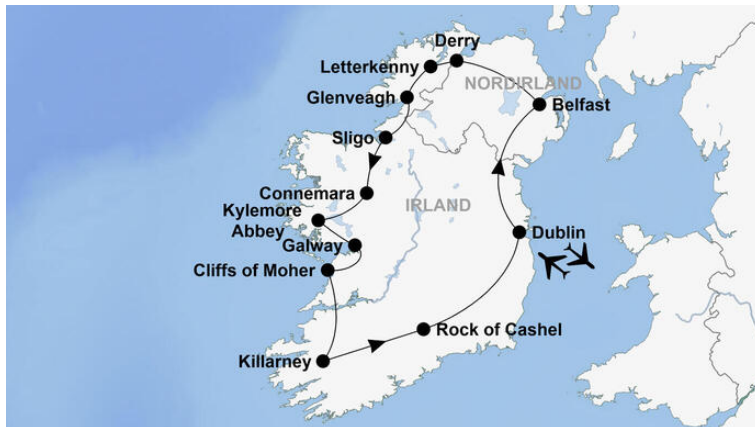 Derry
Letterkenny
NORDIRLAND
Glenveagh
Belfast
Sligo
Connemara
Kylemore
Abbey
IRLAND
Galway
Dublin
Cliffs of Moher
Rock of Cashel
Killarney